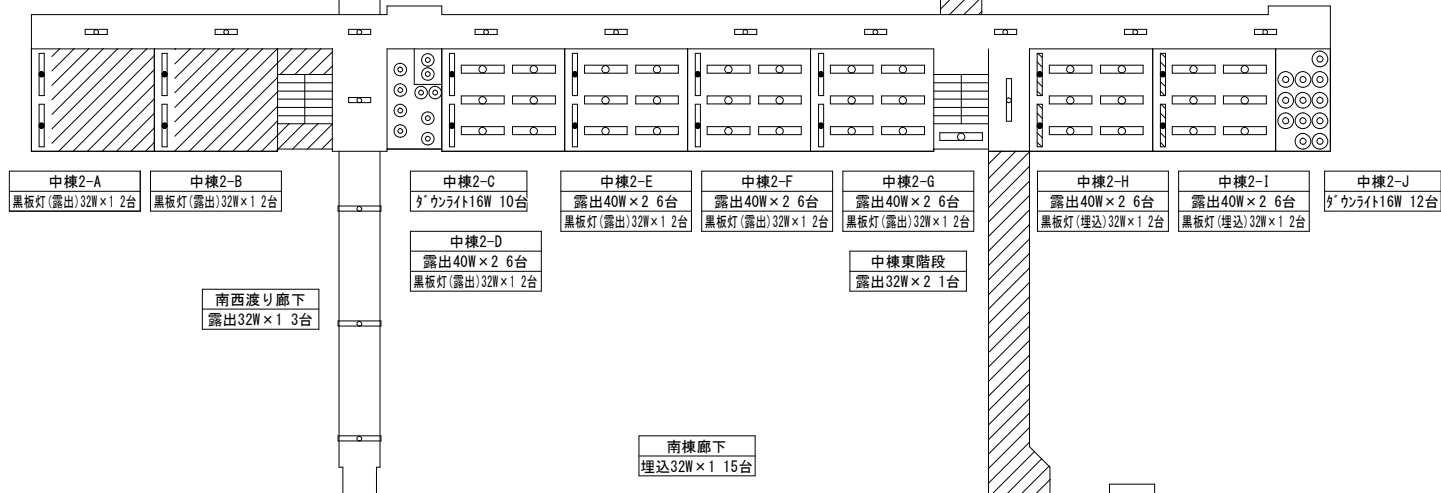 中棟2-A
黒板灯(露出)32W×1 2台
中棟2-B
黒板灯(露出)32W×1 2台
中棟2-C
ダウンライト16W 10台
中棟2-D
露出40W×2 6台
黒板灯(露出)32W×1 2台
中棟2-E
露出40W×2 6台
黒板灯(露出)32W×1 2台
中棟2-F
露出40W×2 6台
黒板灯(露出)32W×1 2台
中棟2-G
露出40W×2 6台
黒板灯(露出)32W×1 2台
中棟2-H
露出40W×2 6台
黒板灯(埋込)32W×1 2台
中棟2-I
露出40W×2 6台
黒板灯(埋込)32W×1 2台
中棟2-J
ダウンライト16W 12台
中棟東階段
露出32W×2 1台
南西渡り廊下
露出32W×1 3台
南棟廊下
埋込32W×1 15台